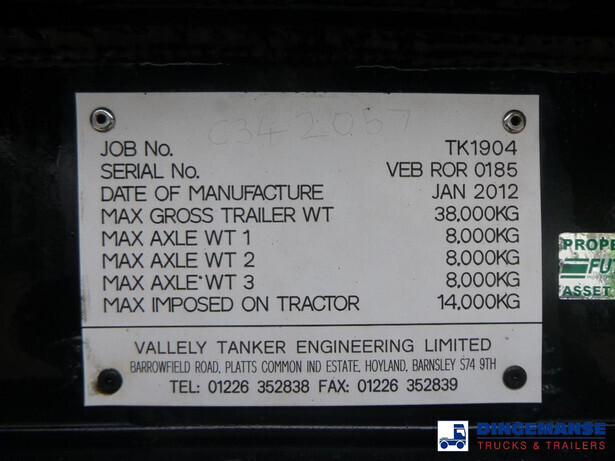 C342057
JOB No. TK1904
SERIAL No. VEB ROR 0185
DATE OF MANUFACTURE JAN 2012
MAX GROSS TRAILER WT 38,000KG
MAX AXLE WT 1 8,000KG
MAX AXLE WT 2 8,000KG
MAX AXLE WT 3 8,000KG
MAX IMPOSED ON TRACTOR 14,000KG
VALLELY TANKER ENGINEERING LIMITED
BARROWFIELD ROAD, PLATTS COMMON IND ESTATE, HOYLAND, BARNSLEY S74 9TH
TEL: 01226 352838 FAX: 01226 352839
PROPE
FUT
ASSET
DINGEMANSE
TRUCKS & TRAILERS